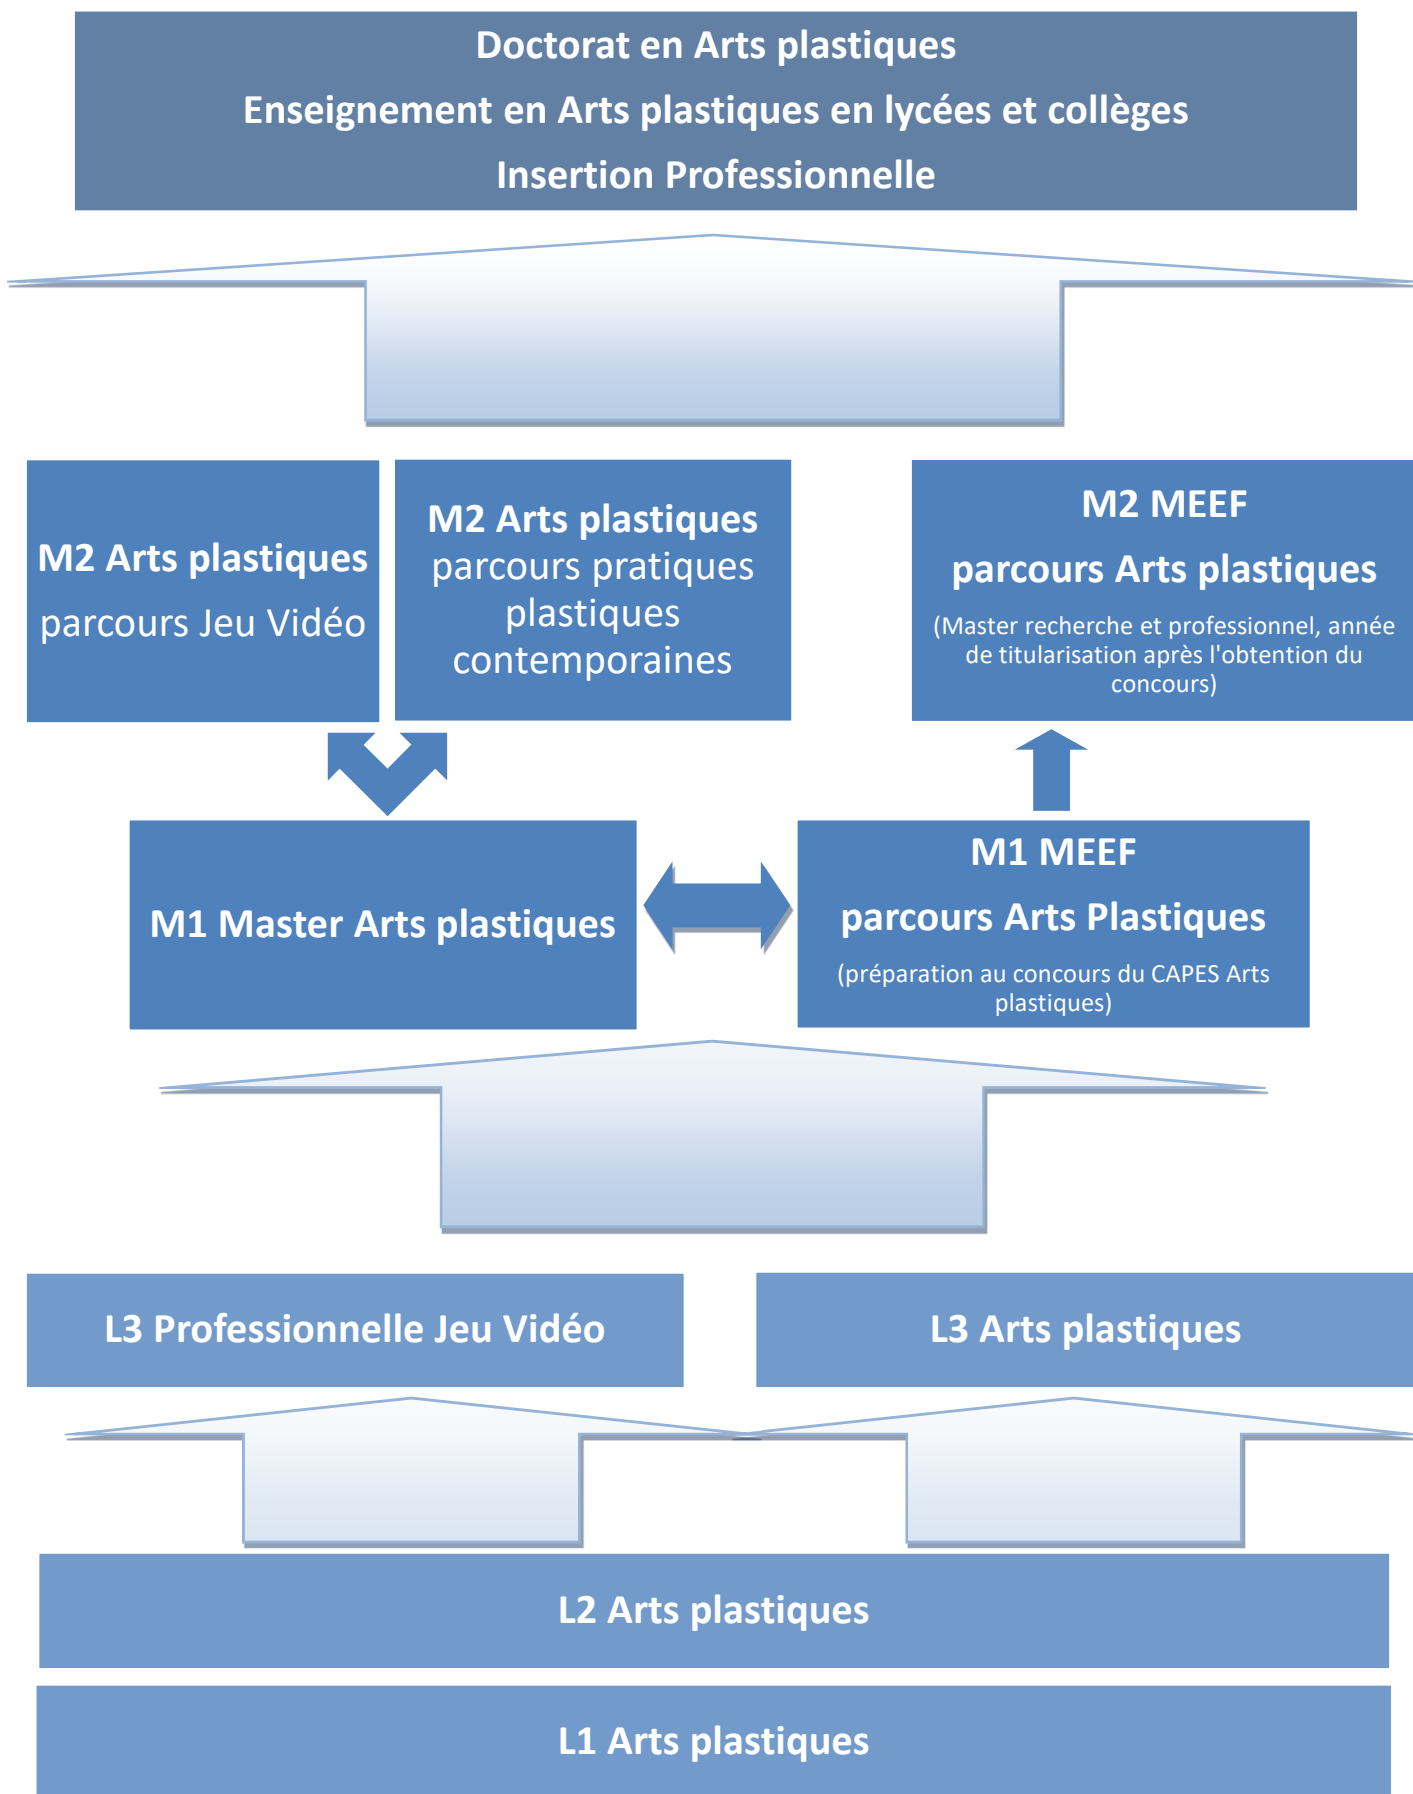 Doctorat en Arts plastiques
Enseignement en Arts plastiques en lycées et collèges
Insertion Professionnelle
M2 Arts plastiques
parcours Jeu Vidéo
M2 Arts plastiques
parcours pratiques
plastiques
contemporaines
M2 MEEF
parcours Arts plastiques
(Master recherche et professionnel, année
de titularisation après l'obtention du
concours)
M1 Master Arts plastiques
M1 MEEF
parcours Arts Plastiques
(préparation au concours du CAPES Arts
plastiques)
L3 Professionnelle Jeu Vidéo
L3 Arts plastiques
L2 Arts plastiques
L1 Arts plastiques